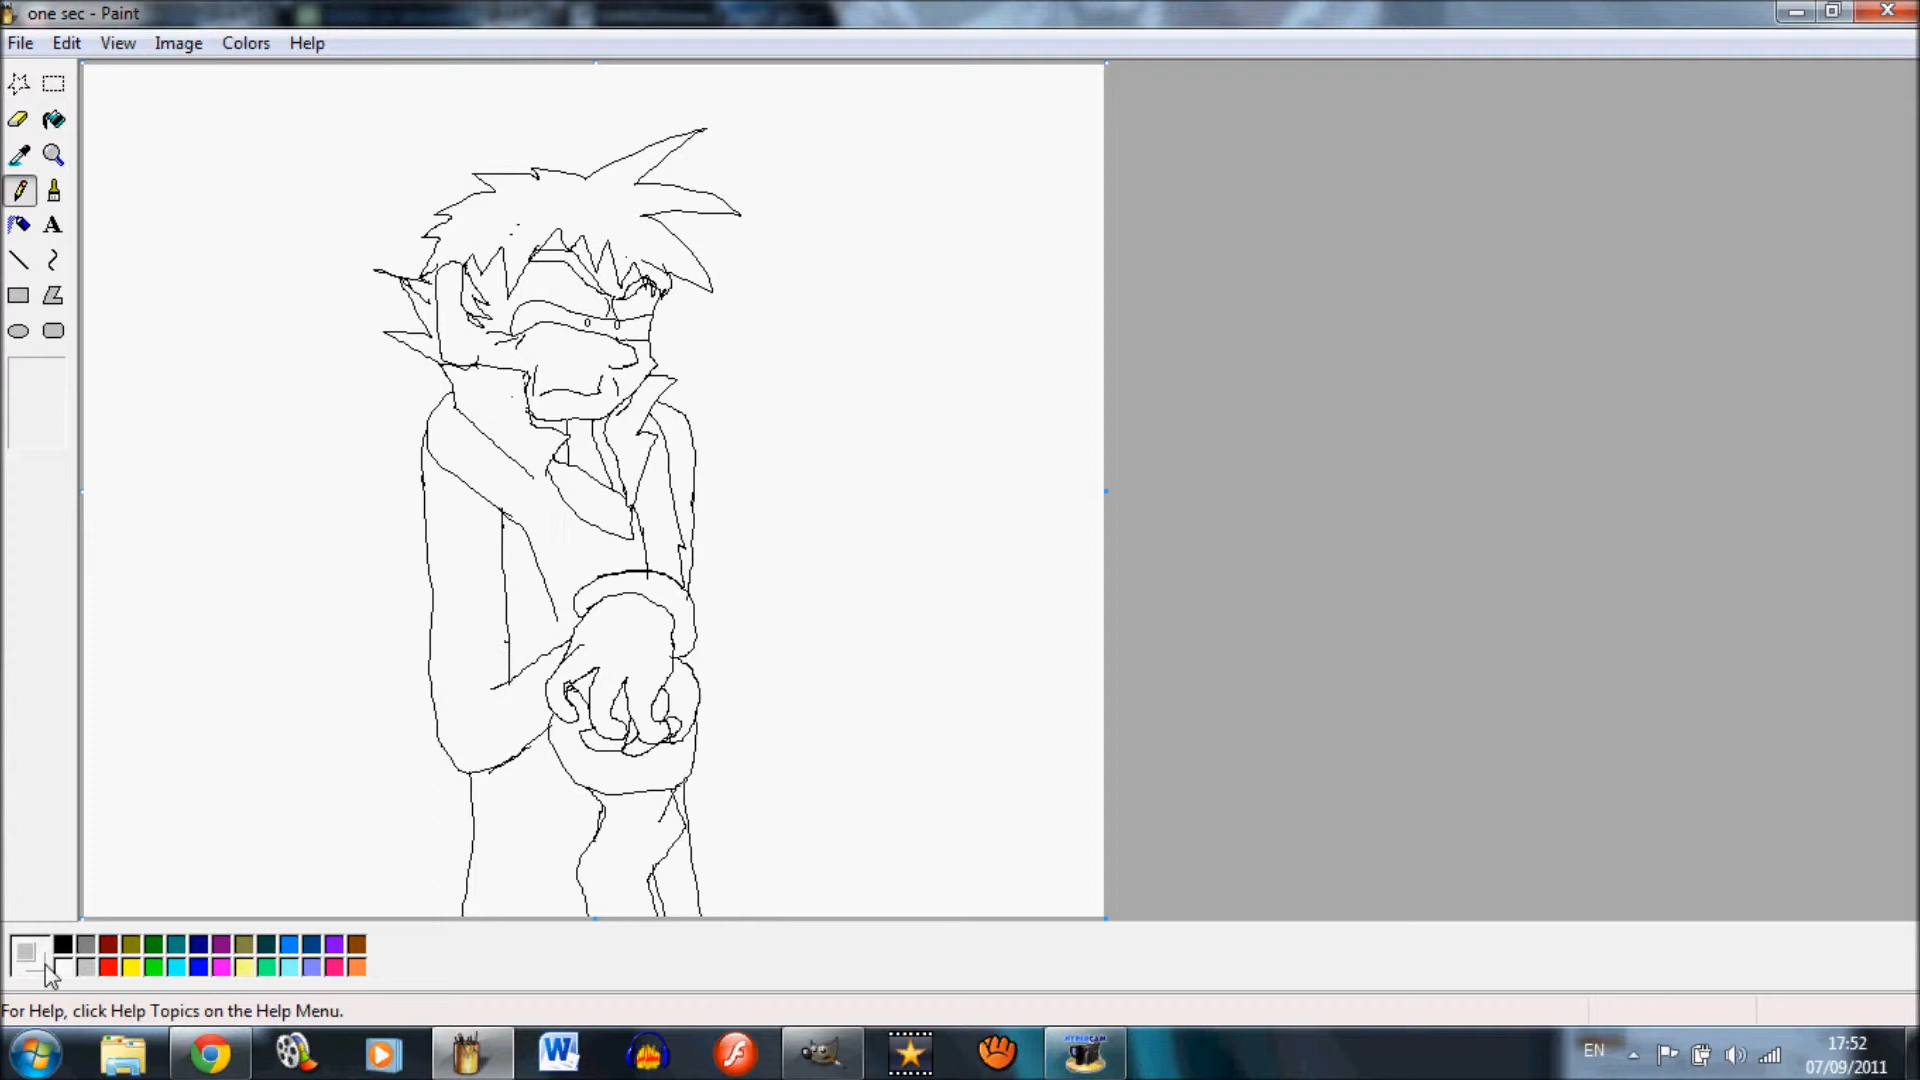 one sec - Paint
File Edit View Image Colors Help
A
For Help, click Help Topics on the Help Menu.
W
HYPERCAM
EN
17:52
07/09/2011